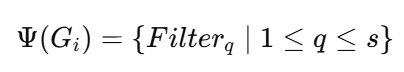 Ψ(G_i) = {Filter_q | 1 ≤ q ≤ s}